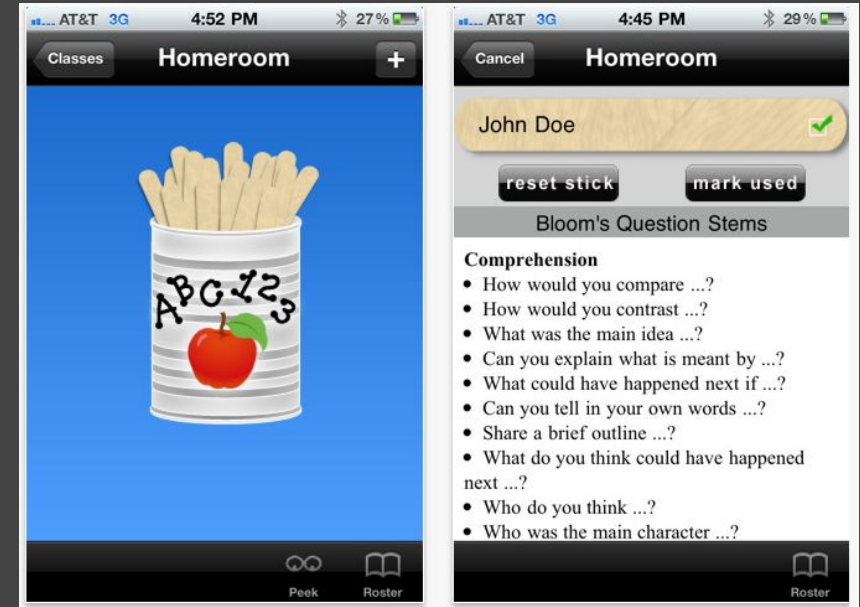 AT&T 3G 4:52 PM 27%
Classes Homeroom +
ABC 123
Peek Roster
AT&T 3G 4:45 PM 29%
Cancel Homeroom
John Doe
reset stick mark used
Bloom's Question Stems
Comprehension
• How would you compare ...?
• How would you contrast ...?
• What was the main idea ...?
• Can you explain what is meant by ...?
• What could have happened next if ...?
• Can you tell in your own words ...?
• Share a brief outline ...?
• What do you think could have happened
next ...?
• Who do you think ...?
• Who was the main character ...?
Roster